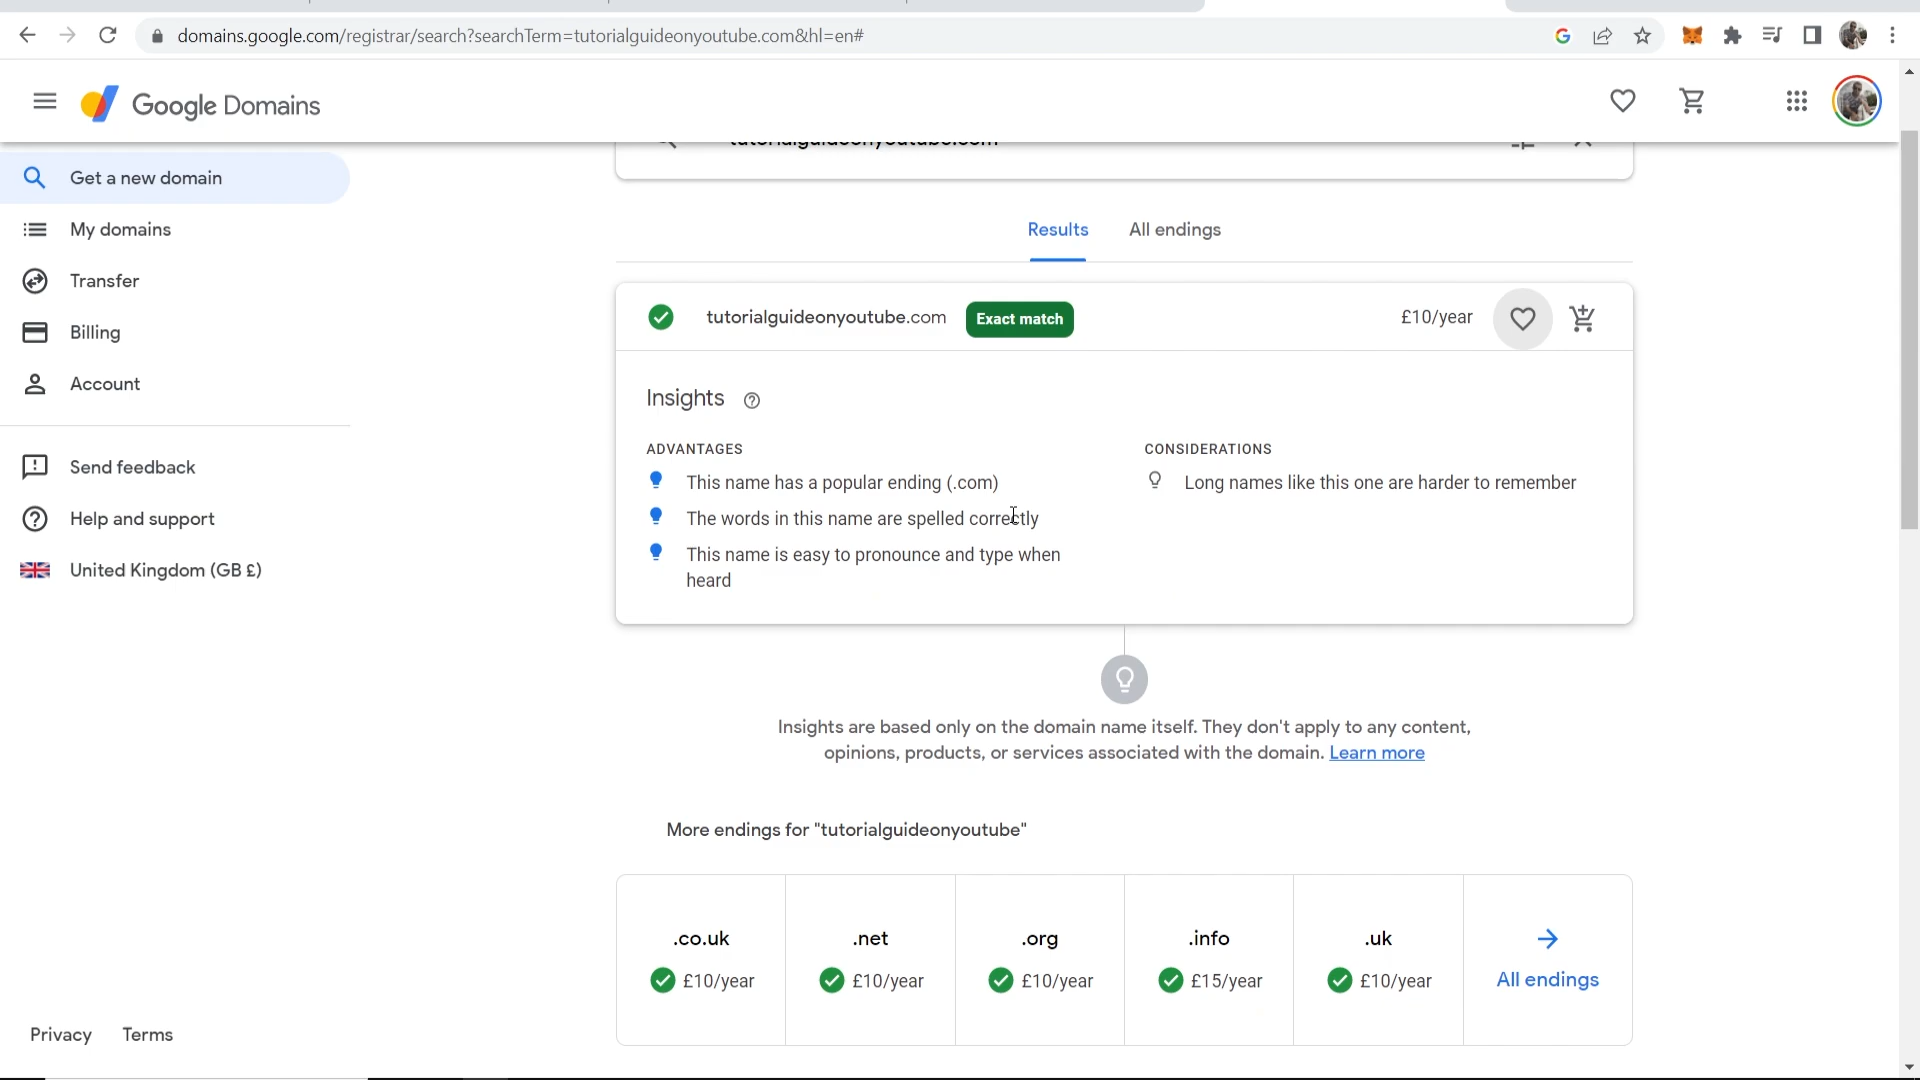 domains.google.com/registrar/search?searchTerm=tutorialguideonyoutube.com&hl=en#
Google Domains
tutorialguideonyoutube.com
Get a new domain
My domains
Transfer
Billing
Account
Send feedback
Help and support
United Kingdom (GB £)
Results
All endings
tutorialguideonyoutube.com
Exact match
£10/year
Insights
ADVANTAGES
This name has a popular ending (.com)
The words in this name are spelled correctly
This name is easy to pronounce and type when
heard
CONSIDERATIONS
Long names like this one are harder to remember
Insights are based only on the domain name itself. They don't apply to any content,
opinions, products, or services associated with the domain. Learn more
More endings for "tutorialguideonyoutube"
.co.uk
£10/year
.net
£10/year
.org
£10/year
.info
£15/year
.uk
£10/year
All endings
Privacy
Terms